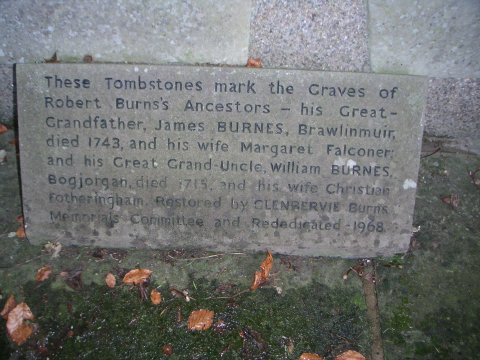 These Tombstones mark the Graves of
Robert Burns's Ancestors – his Great-
Grandfather, James BURNES, Brawlinmuir,
died 1743, and his wife Margaret Falconer;
and his Great Grand-Uncle, William BURNES,
Bogjorgan, died 1715, and his wife Christian
Fotheringham. Restored by GLENBERVIE Burns
Memorials Committee and Rededicated - 1968.